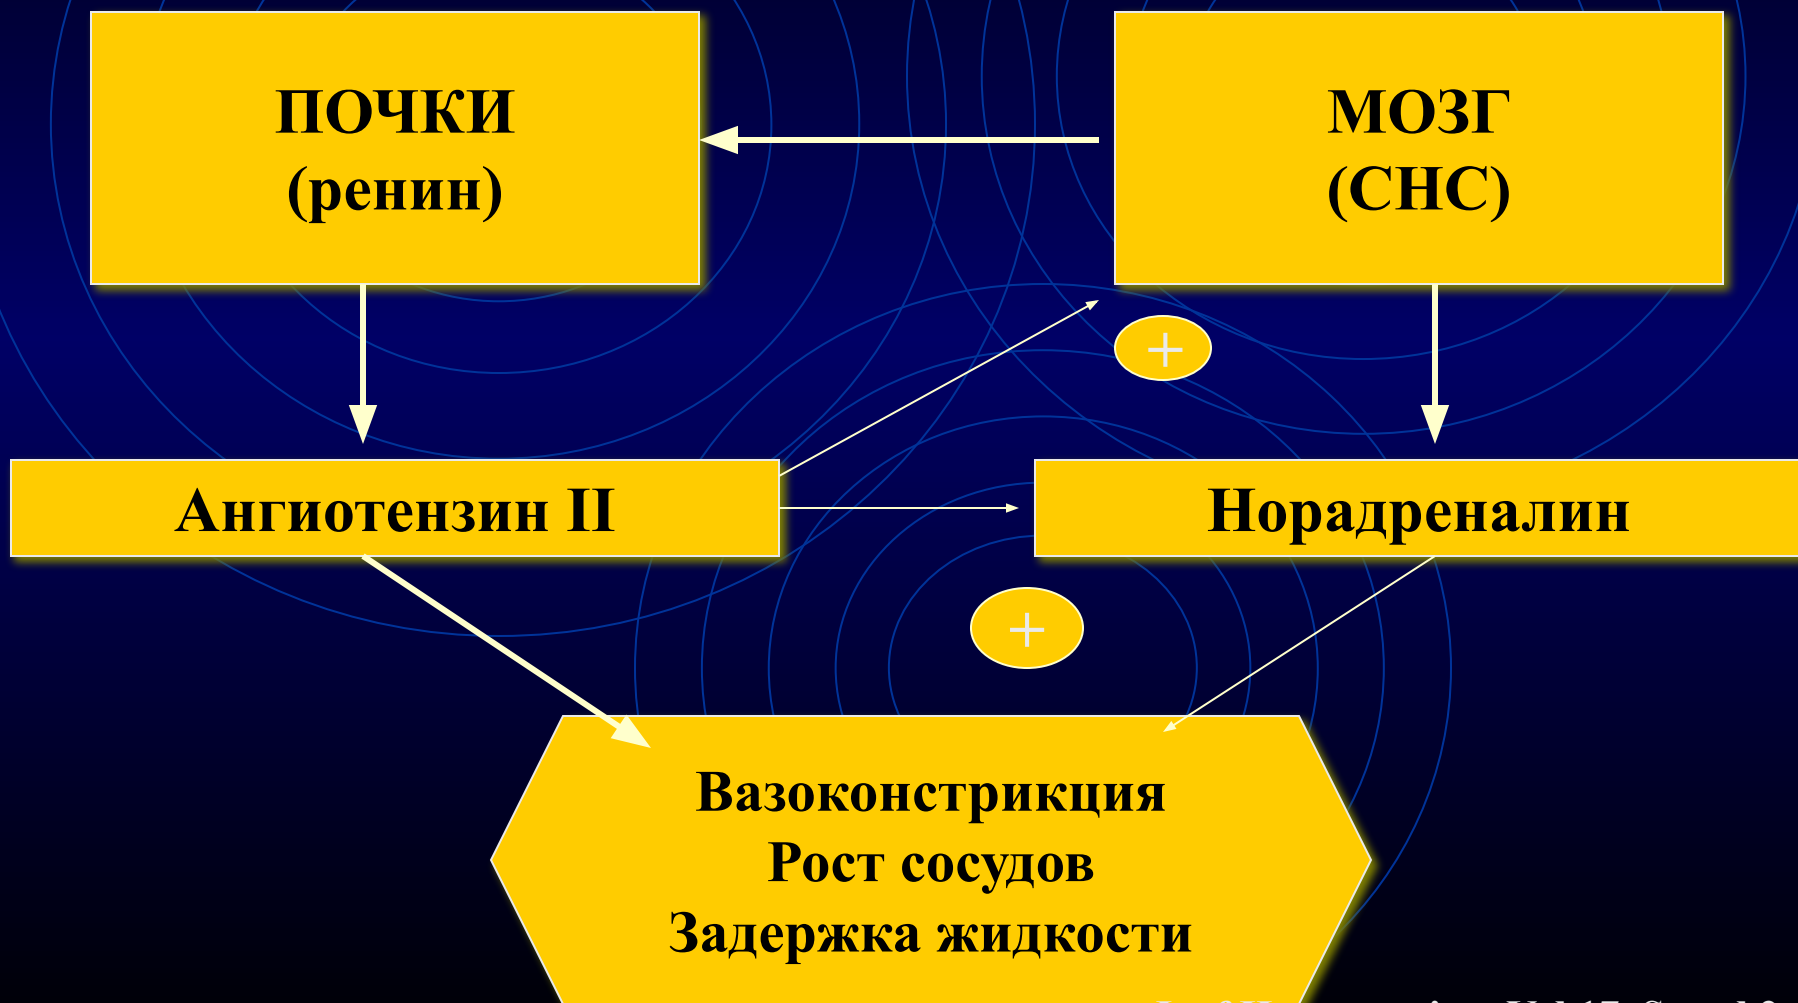 ПОЧКИ
(ренин)
МОЗГ
(СНС)
+
Ангиотензин II
Норадреналин
+
Вазоконстрикция
Рост сосудов
Задержка жидкости